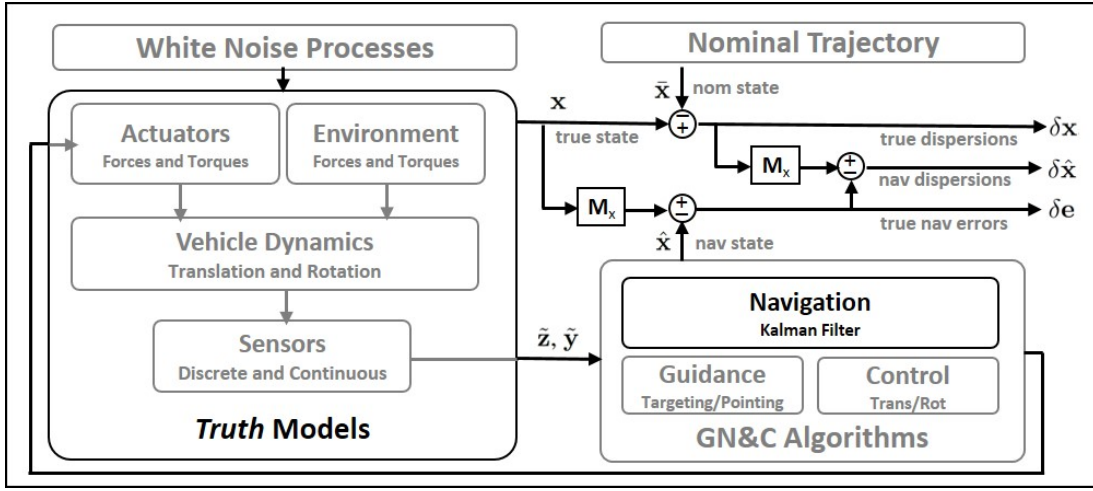 White Noise Processes
Nominal Trajectory
x̄
nom state
x
true state
−
+
δx
true dispersions
Mₓ
+
−
δx̂
nav dispersions
Mₓ
+
−
δe
true nav errors
x̂
nav state
Actuators
Forces and Torques
Environment
Forces and Torques
Vehicle Dynamics
Translation and Rotation
Sensors
Discrete and Continuous
Truth Models
z̃, ỹ
Navigation
Kalman Filter
Guidance
Targeting/Pointing
Control
Trans/Rot
GN&C Algorithms